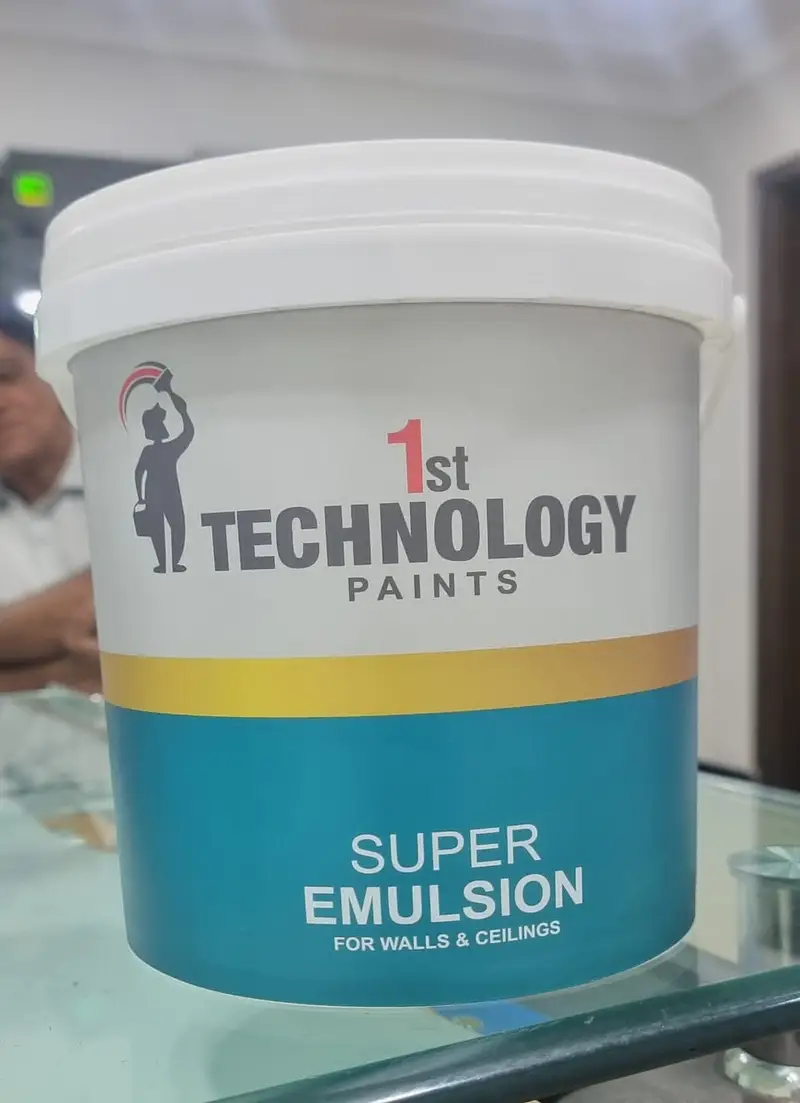 1st
TECHNOLOGY
PAINTS
SUPER
EMULSION
FOR WALLS & CEILINGS